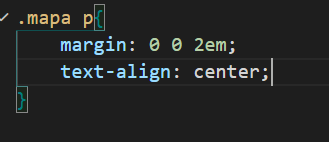 .mapa p{
    margin: 0 0 2em;
    text-align: center;
}